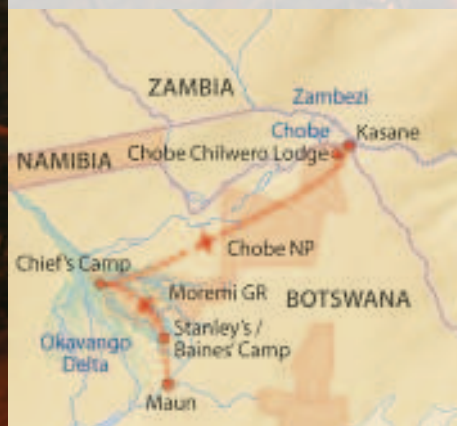 ZAMBIA
Zambezi
Chobe
Kasane
Chobe Chilwero Lodge
NAMIBIA
Chobe NP
Chief's Camp
Moremi GR
BOTSWANA
Okavango
Delta
Stanley's /
Baines' Camp
Maun